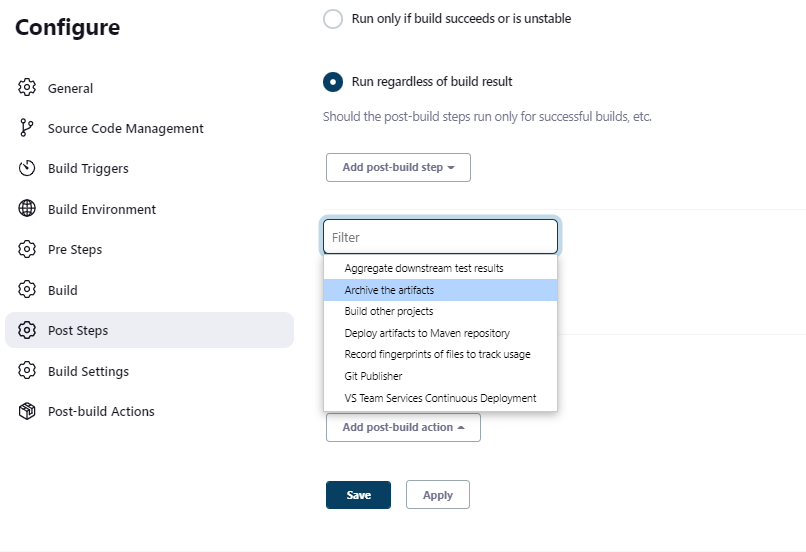 Configure
General
Source Code Management
Build Triggers
Build Environment
Pre Steps
Build
Post Steps
Build Settings
Post-build Actions
Run only if build succeeds or is unstable
Run regardless of build result
Should the post-build steps run only for successful builds, etc.
Add post-build step
Filter
Aggregate downstream test results
Archive the artifacts
Build other projects
Deploy artifacts to Maven repository
Record fingerprints of files to track usage
Git Publisher
VS Team Services Continuous Deployment
Add post-build action
Save
Apply